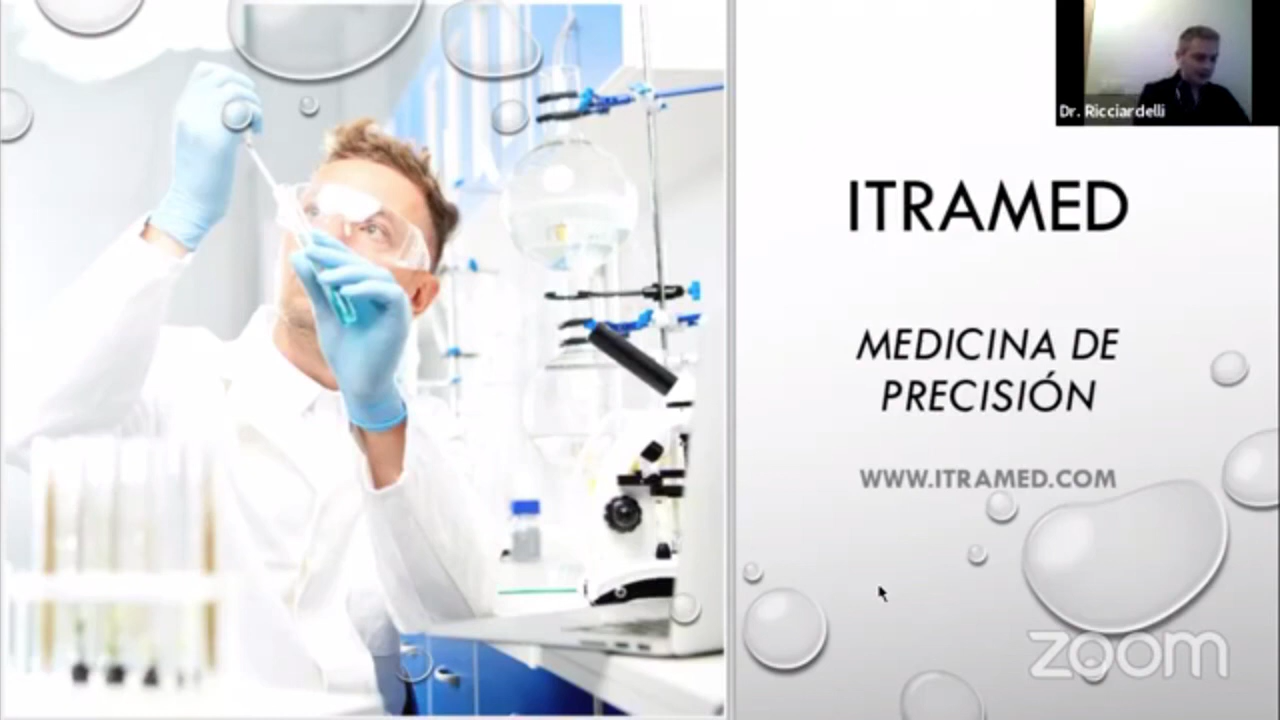 Dr. Ricciardelli
ITRAMED
MEDICINA DE
PRECISIÓN
WWW.ITRAMED.COM
zoom